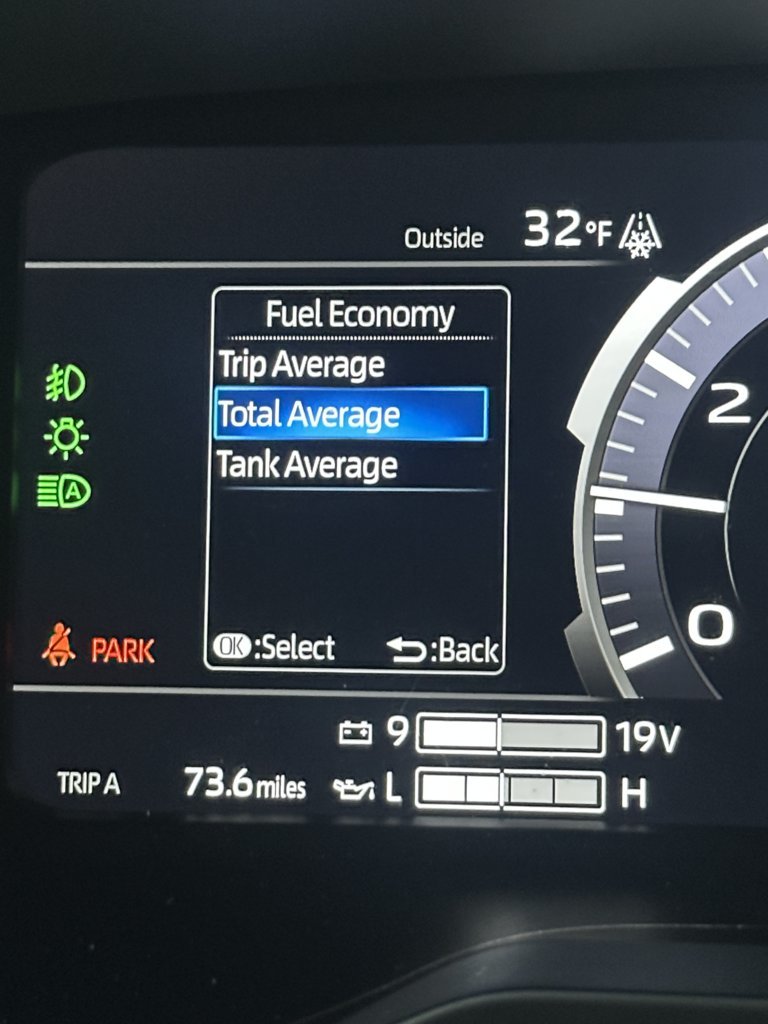 Outside 32°F
Fuel Economy
Trip Average
Total Average
Tank Average
OK:Select
:Back
2
0
A
PARK
9
19V
TRIP A 73.6 miles
L
H